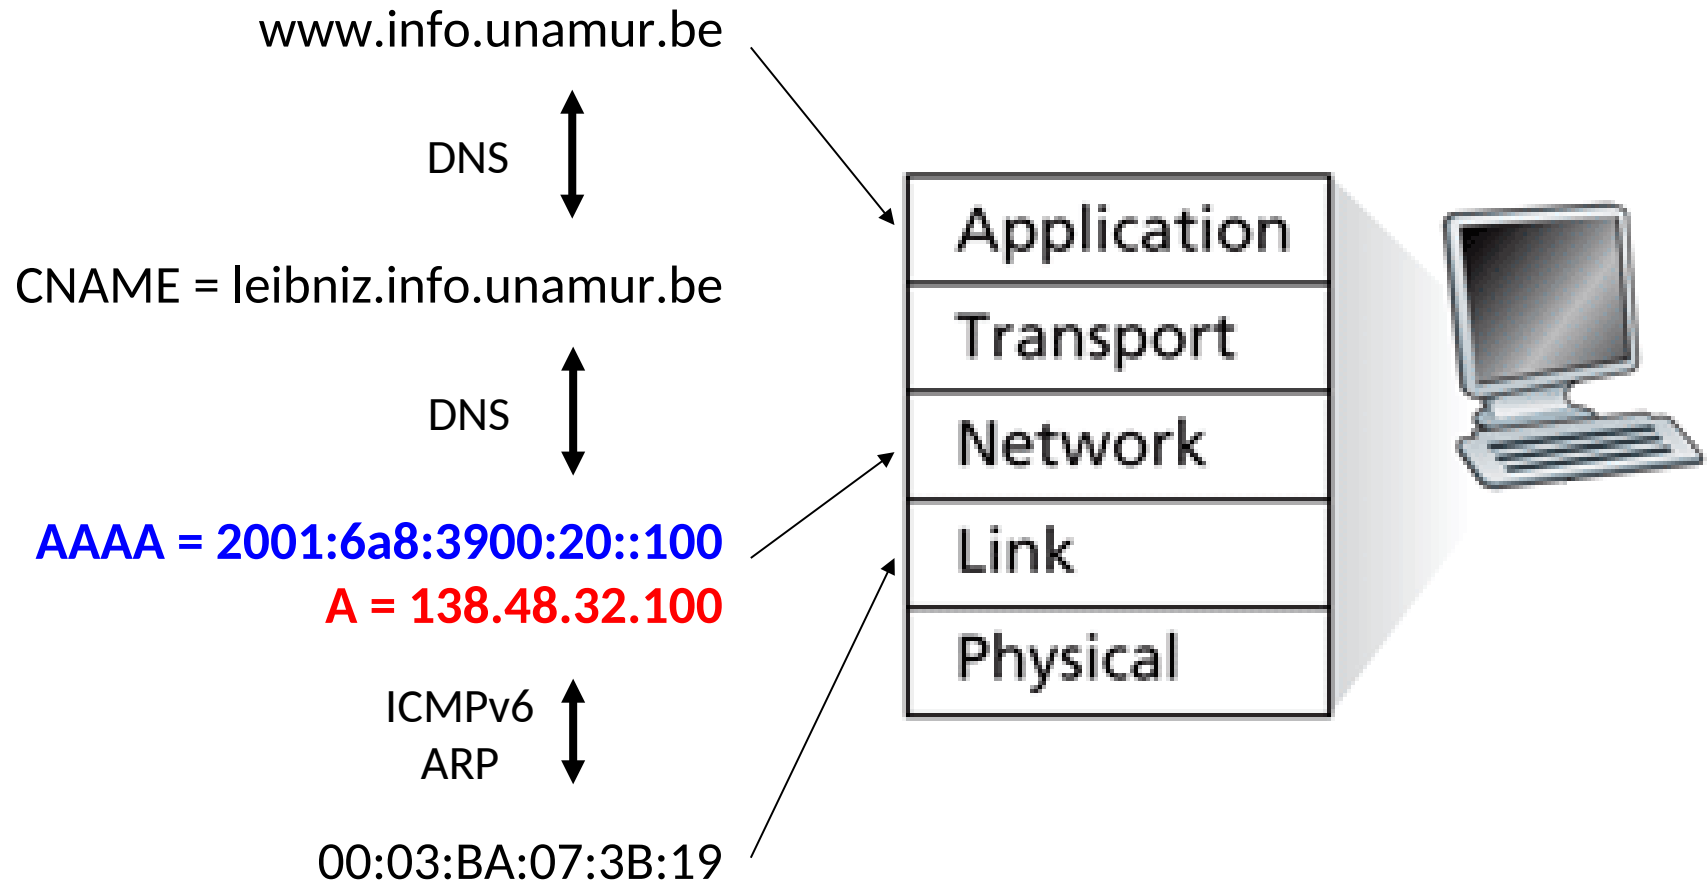 www.info.unamur.be
DNS
CNAME = leibniz.info.unamur.be
DNS
AAAA = 2001:6a8:3900:20::100
A = 138.48.32.100
ICMPv6
ARP
00:03:BA:07:3B:19
Application
Transport
Network
Link
Physical